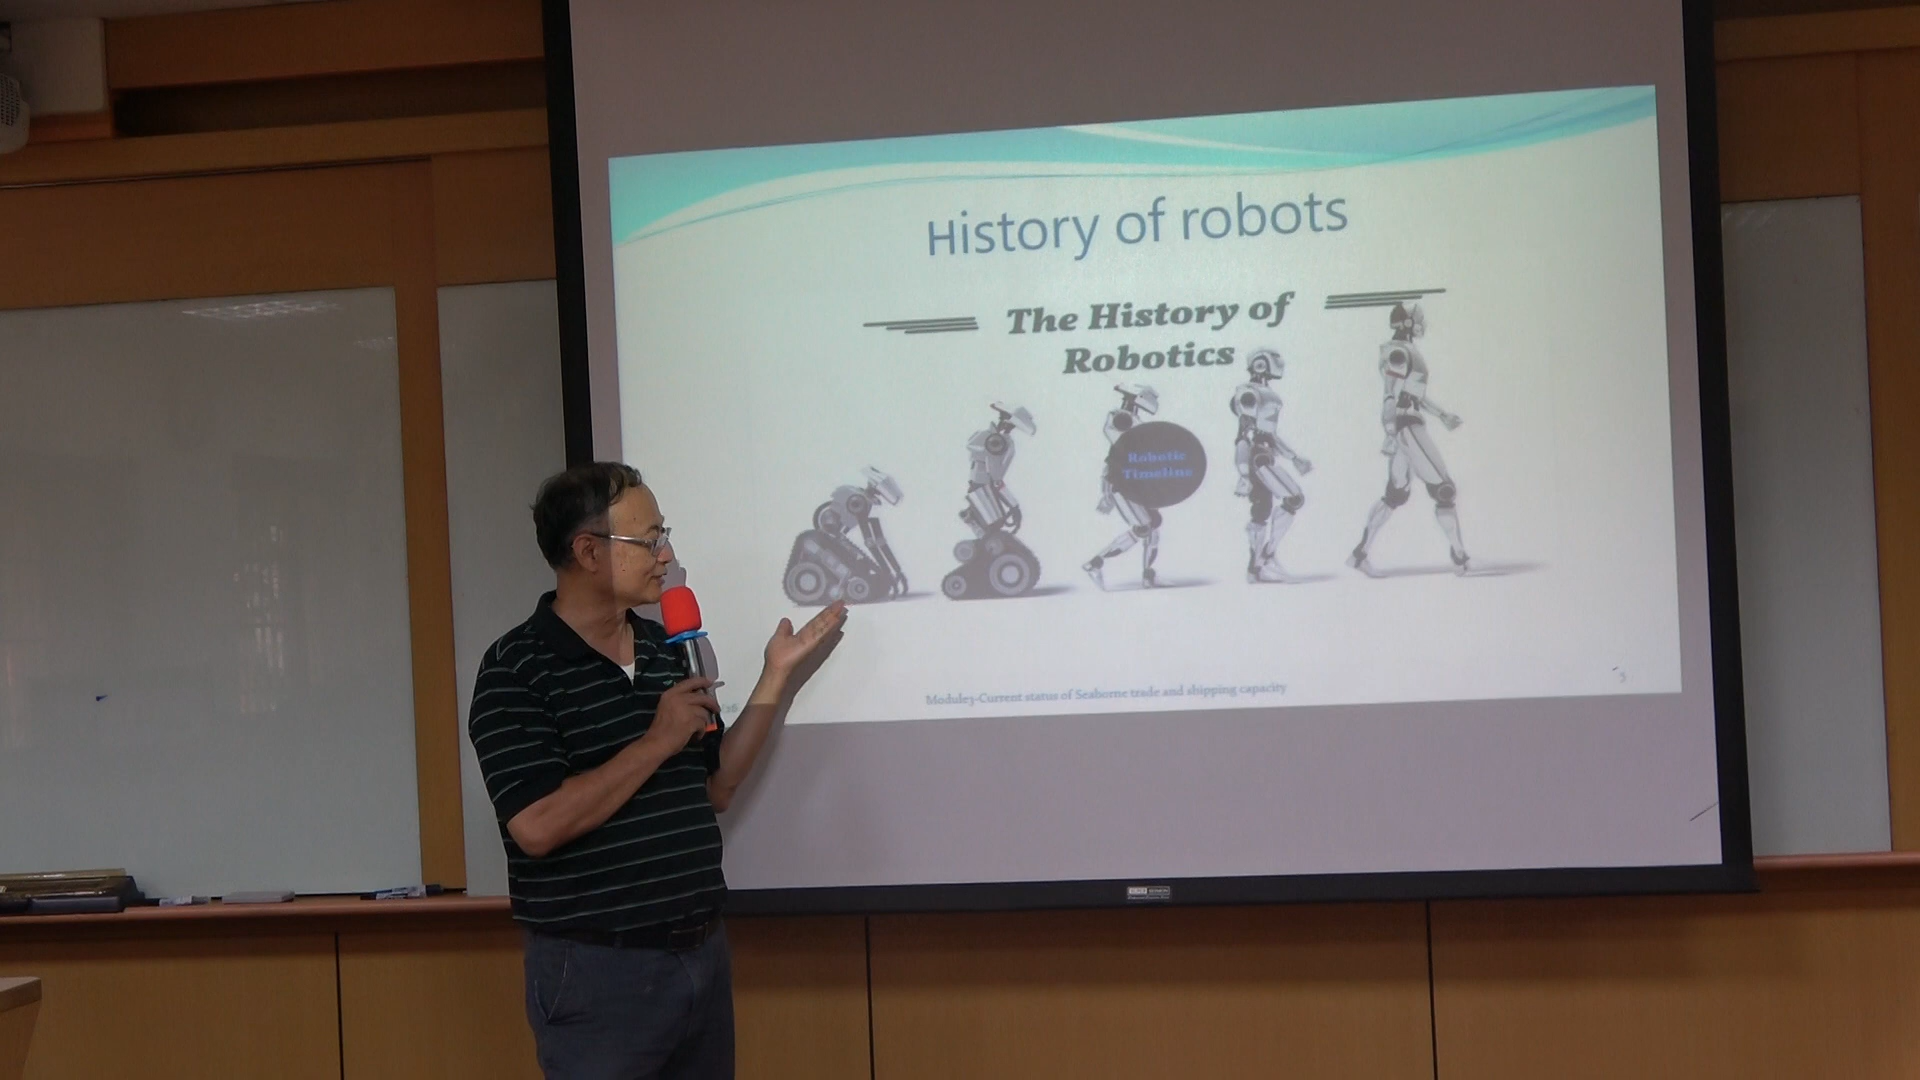 History of robots
The History of
Robotics
Robotic
Timeline
Module3-Current status of Seaborne trade and shipping capacity